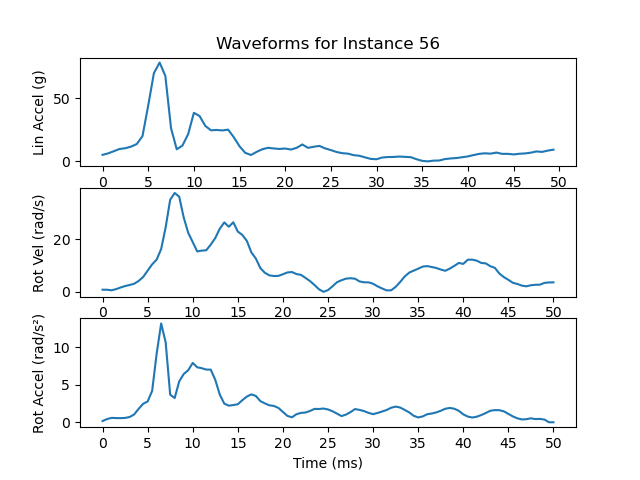 Waveforms for Instance 56
Lin Accel (g)
50
0
0 5 10 15 20 25 30 35 40 45 50
Rot Vel (rad/s)
20
0
0 5 10 15 20 25 30 35 40 45 50
Rot Accel (rad/s²)
10
5
0
0 5 10 15 20 25 30 35 40 45 50
Time (ms)